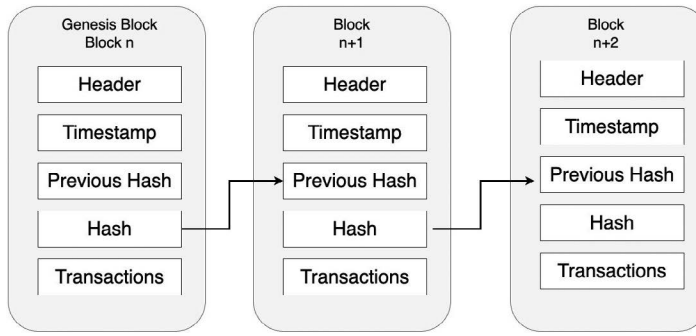 Genesis Block
Block n
Header
Timestamp
Previous Hash
Hash
Transactions
Block
n+1
Header
Timestamp
Previous Hash
Hash
Transactions
Block
n+2
Header
Timestamp
Previous Hash
Hash
Transactions